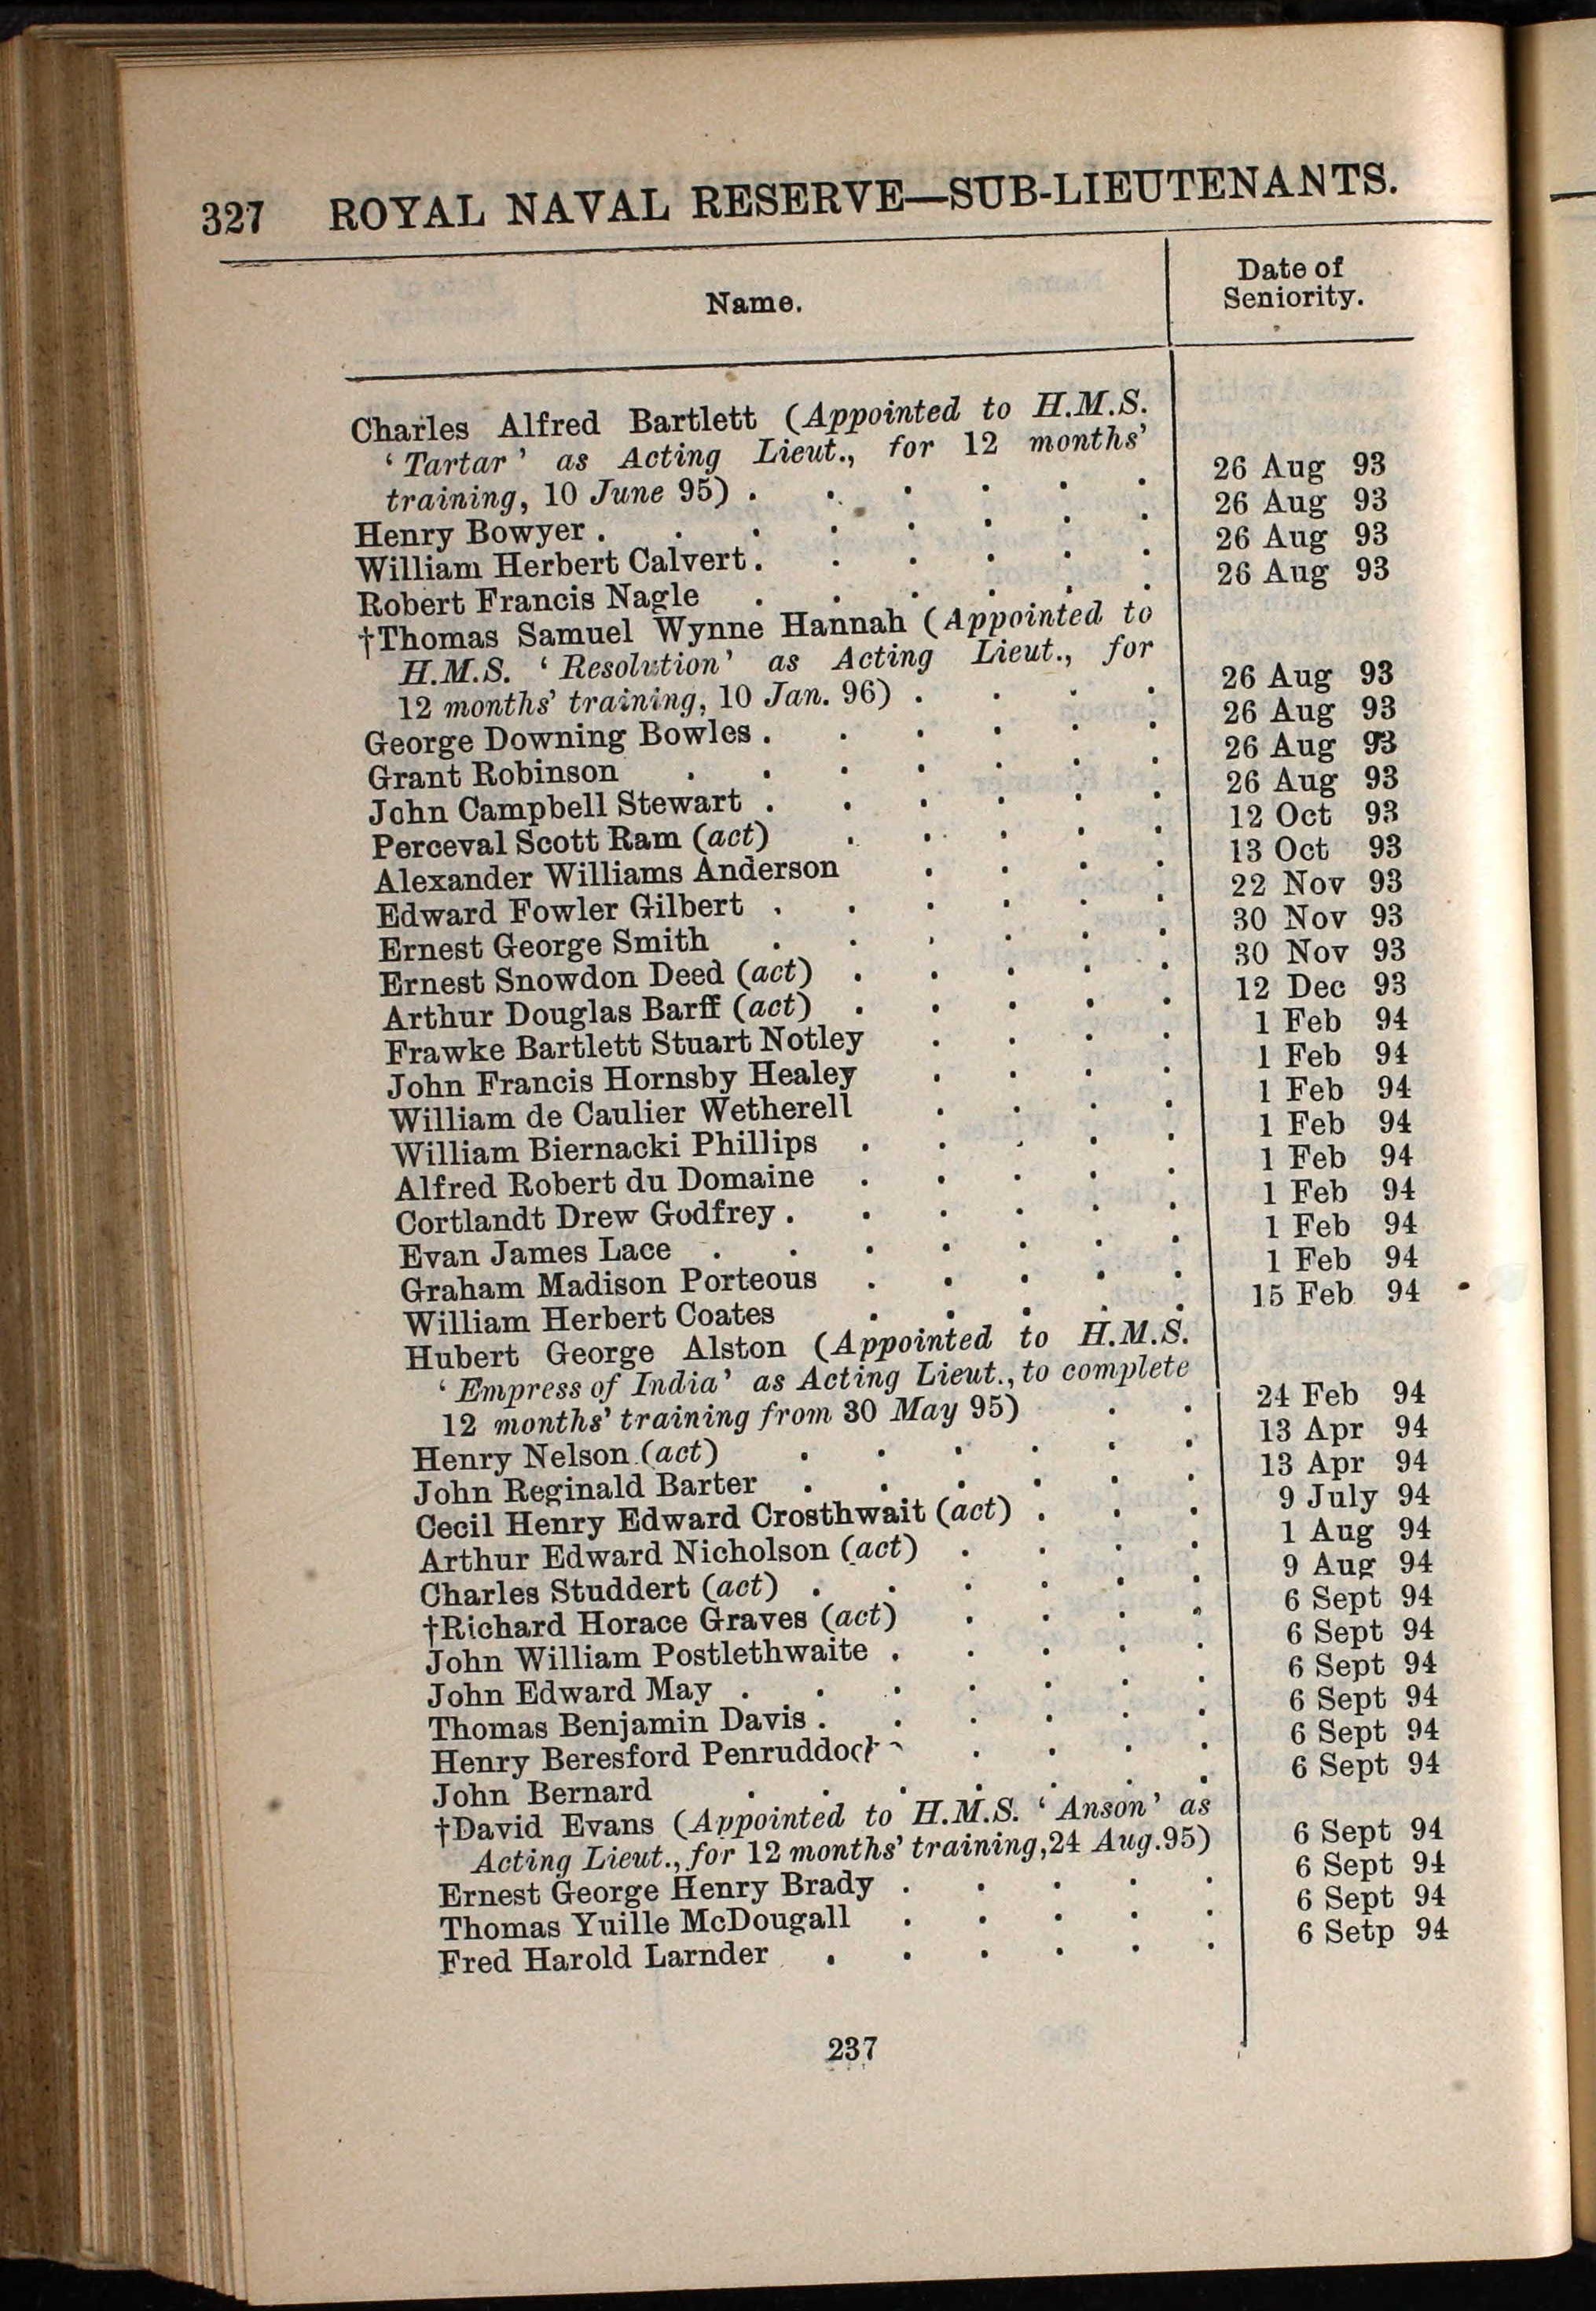 327 ROYAL NAVAL RESERVE—SUB-LIEUTENANTS.
Name. Date of
Seniority.
Charles Alfred Bartlett (Appointed to H.M.S.
‘Tartar’ as Acting Lieut., for 12 months’
training, 10 June 95) . . . . . . 26 Aug 93
Henry Bowyer . . . . . . . . 26 Aug 93
William Herbert Calvert . . . . . . 26 Aug 93
Robert Francis Nagle . . . . . . 26 Aug 93
†Thomas Samuel Wynne Hannah (Appointed to
H.M.S. ‘Resolution’ as Acting Lieut., for
12 months’ training, 10 Jan. 96) . . . . 26 Aug 93
George Downing Bowles . . . . . . 26 Aug 93
Grant Robinson . . . . . . . 26 Aug 93
John Campbell Stewart . . . . . . 26 Aug 93
Perceval Scott Ram (act) . . . . . 12 Oct 93
Alexander Williams Anderson . . . . 13 Oct 93
Edward Fowler Gilbert . . . . . . 22 Nov 93
Ernest George Smith . . . . . . 30 Nov 93
Ernest Snowdon Deed (act) . . . . . 30 Nov 93
Arthur Douglas Barff (act) . . . . . 12 Dec 93
Frawke Bartlett Stuart Notley . . . . 1 Feb 94
John Francis Hornsby Healey . . . . 1 Feb 94
William de Caulier Wetherell . . . . 1 Feb 94
William Biernacki Phillips . . . . . 1 Feb 94
Alfred Robert du Domaine . . . . . 1 Feb 94
Cortlandt Drew Godfrey . . . . . . 1 Feb 94
Evan James Lace . . . . . . . 1 Feb 94
Graham Madison Porteous . . . . . 1 Feb 94
William Herbert Coates . . . . . 15 Feb 94
Hubert George Alston (Appointed to H.M.S.
‘Empress of India’ as Acting Lieut., to complete
12 months’ training from 30 May 95) . . 24 Feb 94
Henry Nelson (act) . . . . . . 13 Apr 94
John Reginald Barter . . . . . . 13 Apr 94
Cecil Henry Edward Crosthwait (act) . . . 9 July 94
Arthur Edward Nicholson (act) . . . . 1 Aug 94
Charles Studdert (act) . . . . . . 9 Aug 94
†Richard Horace Graves (act) . . . . 6 Sept 94
John William Postlethwaite . . . . . 6 Sept 94
John Edward May . . . . . . . 6 Sept 94
Thomas Benjamin Davis . . . . . . 6 Sept 94
Henry Beresford Penruddock . . . . 6 Sept 94
John Bernard . . . . . . . 6 Sept 94
†David Evans (Appointed to H.M.S. ‘Anson’ as
Acting Lieut., for 12 months’ training, 24 Aug. 95) 6 Sept 94
Ernest George Henry Brady . . . . . 6 Sept 94
Thomas Yuille McDougall . . . . . 6 Sept 94
Fred Harold Larnder . . . . . . 6 Setp 94
237